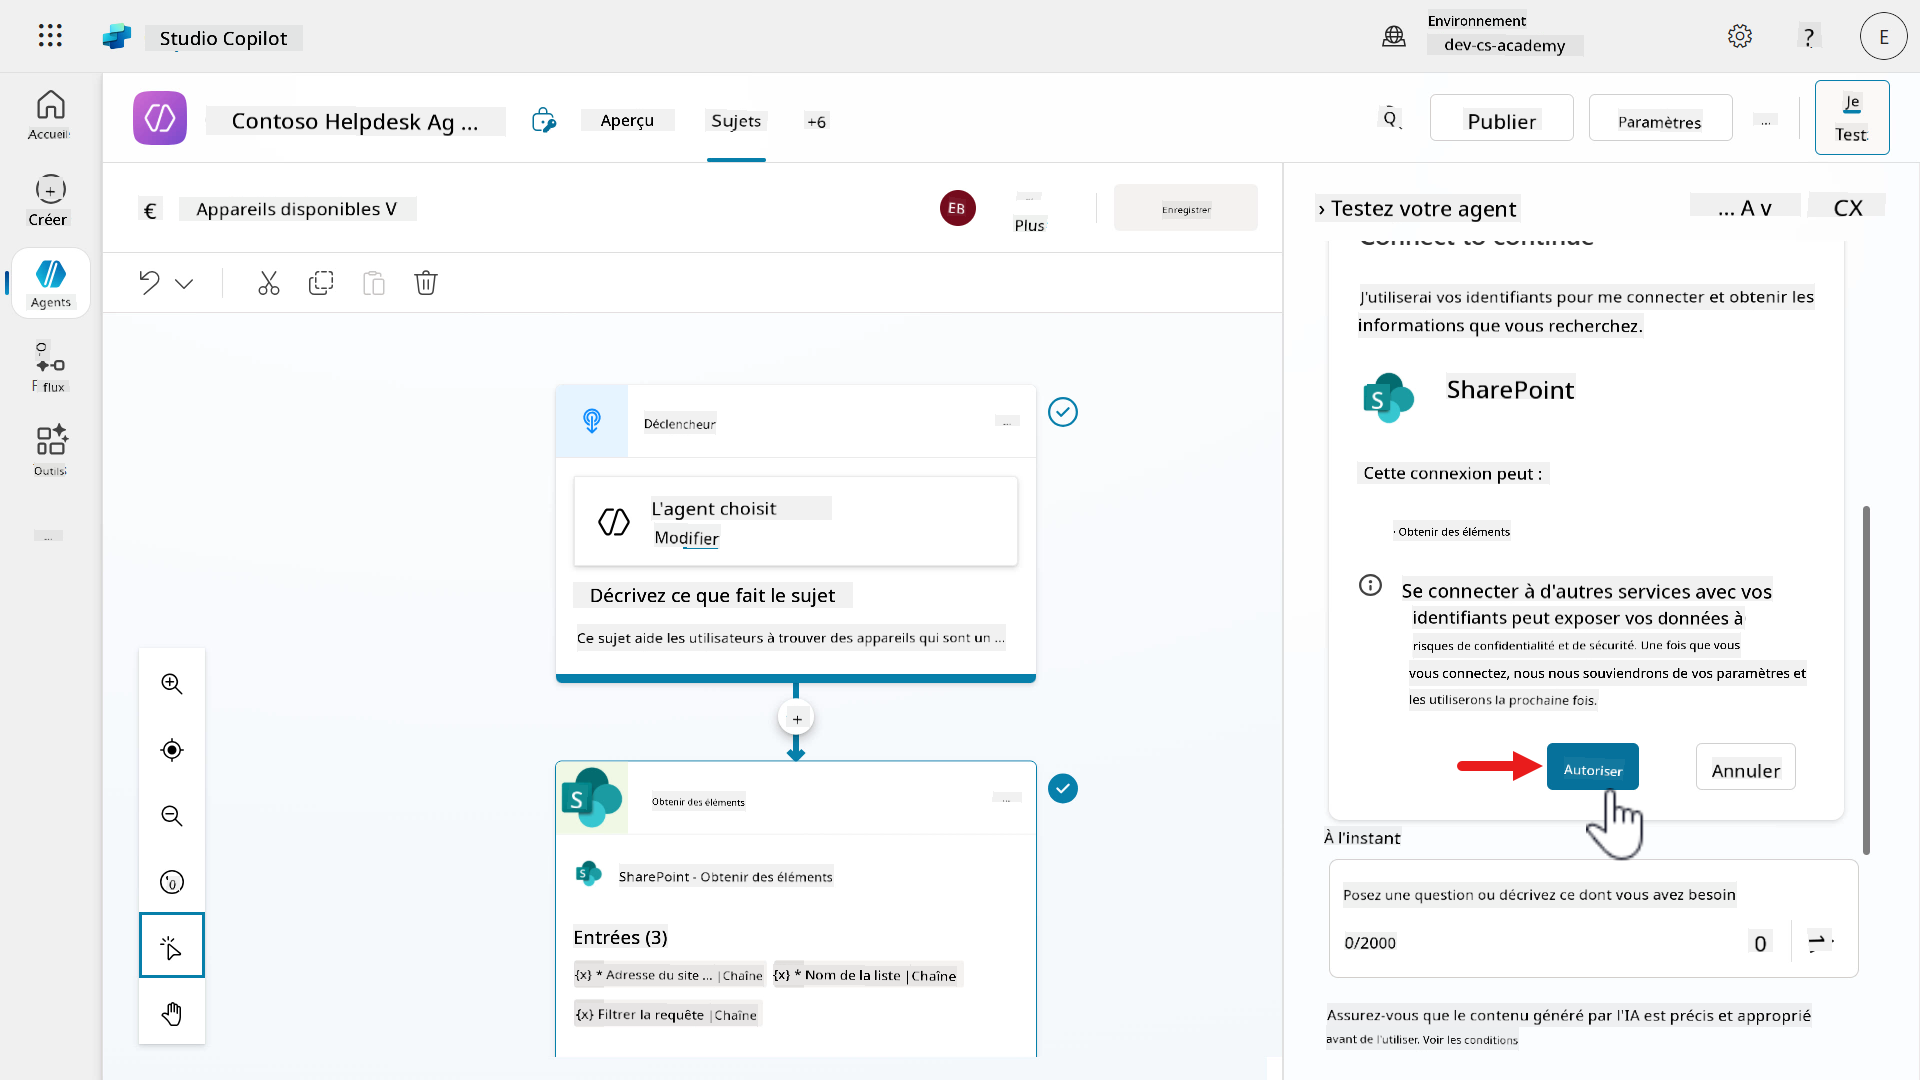 Studio Copilot
Environnement
dev-cs-academy
?
E
Accueil
Créer
Agents
flux
Outils
...
Contoso Helpdesk Ag ...
Aperçu
Sujets
+6
Publier
Paramètres
...
Je
Test
€
Appareils disponibles V
EB
...
Plus
Enregistrer
Déclencheur
...
L'agent choisit
Modifier
Décrivez ce que fait le sujet
Ce sujet aide les utilisateurs à trouver des appareils qui sont un ...
+
S
Obtenir des éléments
...
S
SharePoint - Obtenir des éléments
Entrées (3)
{x} * Adresse du site ... |Chaîne
{x} * Nom de la liste |Chaîne
{x} Filtrer la requête |Chaîne
› Testez votre agent
... A v
CX
Connect to continue
J'utiliserai vos identifiants pour me connecter et obtenir les
informations que vous recherchez.
S
SharePoint
Cette connexion peut :
· Obtenir des éléments
Se connecter à d'autres services avec vos
identifiants peut exposer vos données à
risques de confidentialité et de sécurité. Une fois que vous
vous connectez, nous nous souviendrons de vos paramètres et
les utiliserons la prochaine fois.
Autoriser
Annuler
À l'instant
Posez une question ou décrivez ce dont vous avez besoin
0/2000
0
Assurez-vous que le contenu généré par l'IA est précis et approprié
avant de l'utiliser. Voir les conditions